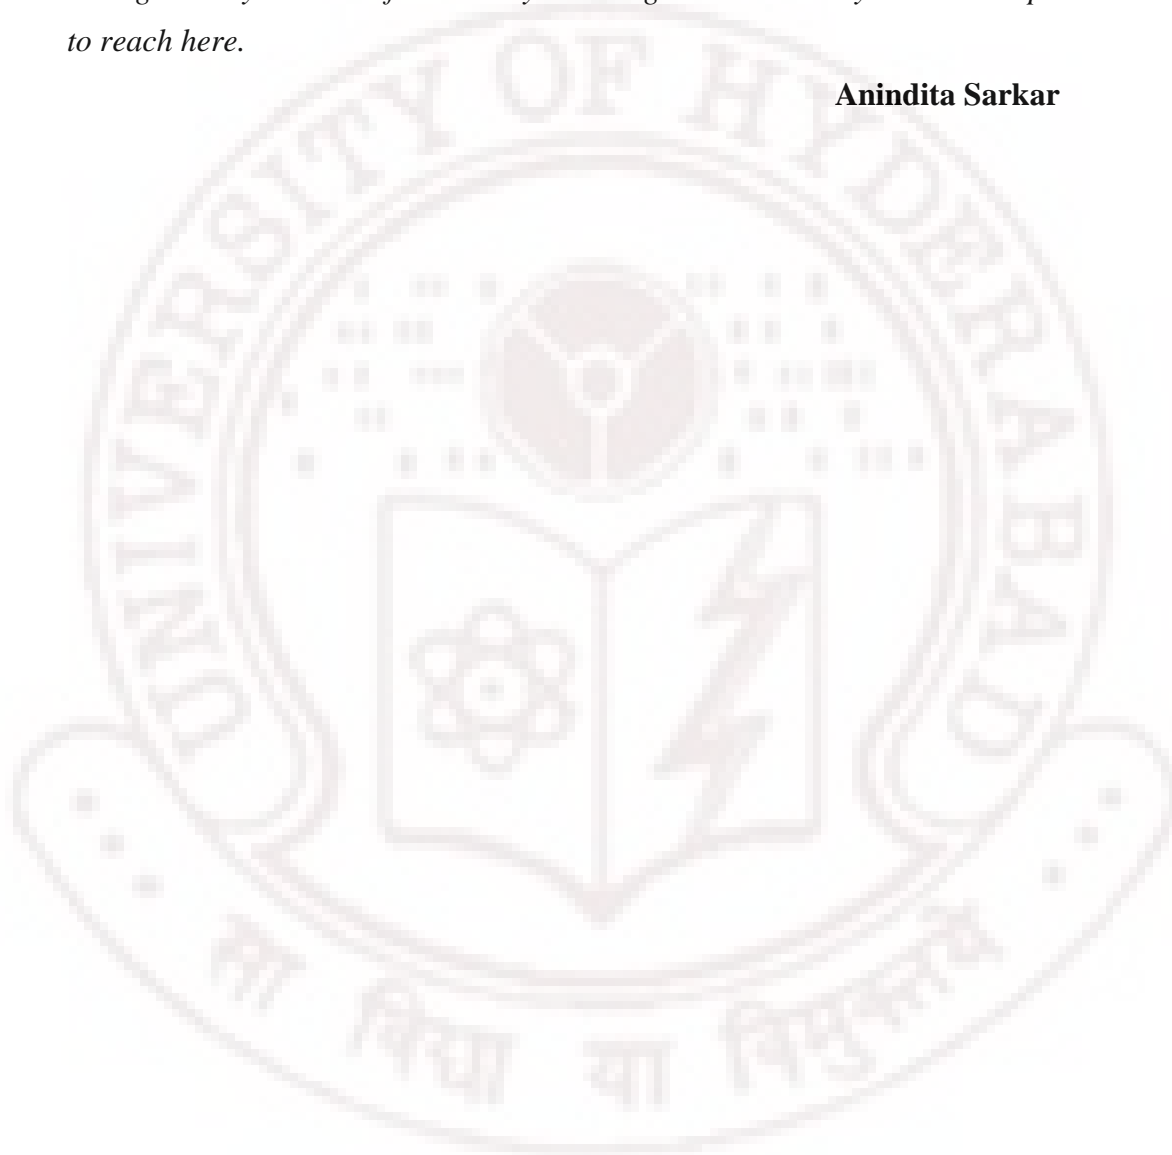 to reach here.
Anindita Sarkar
UNIVERSITY OF HYDERABAD
सा विद्या या विमुक्तये